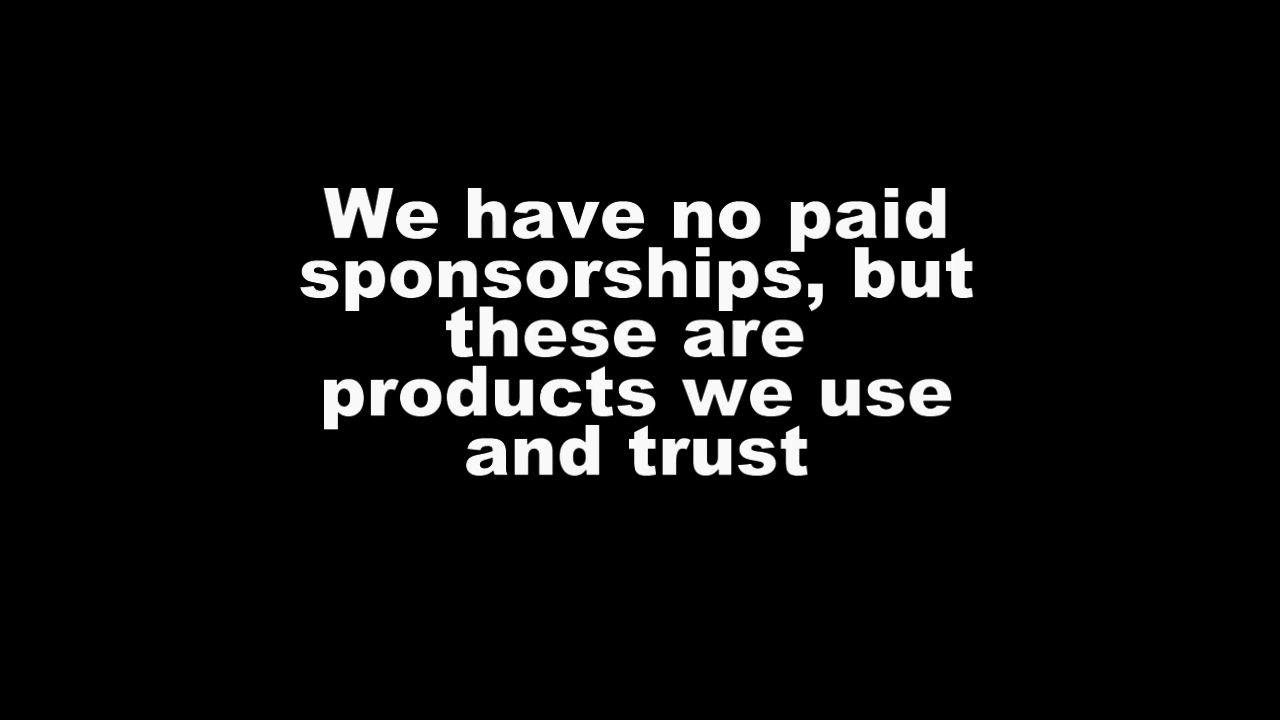 We have no paid
sponsorships, but
these are
products we use
and trust